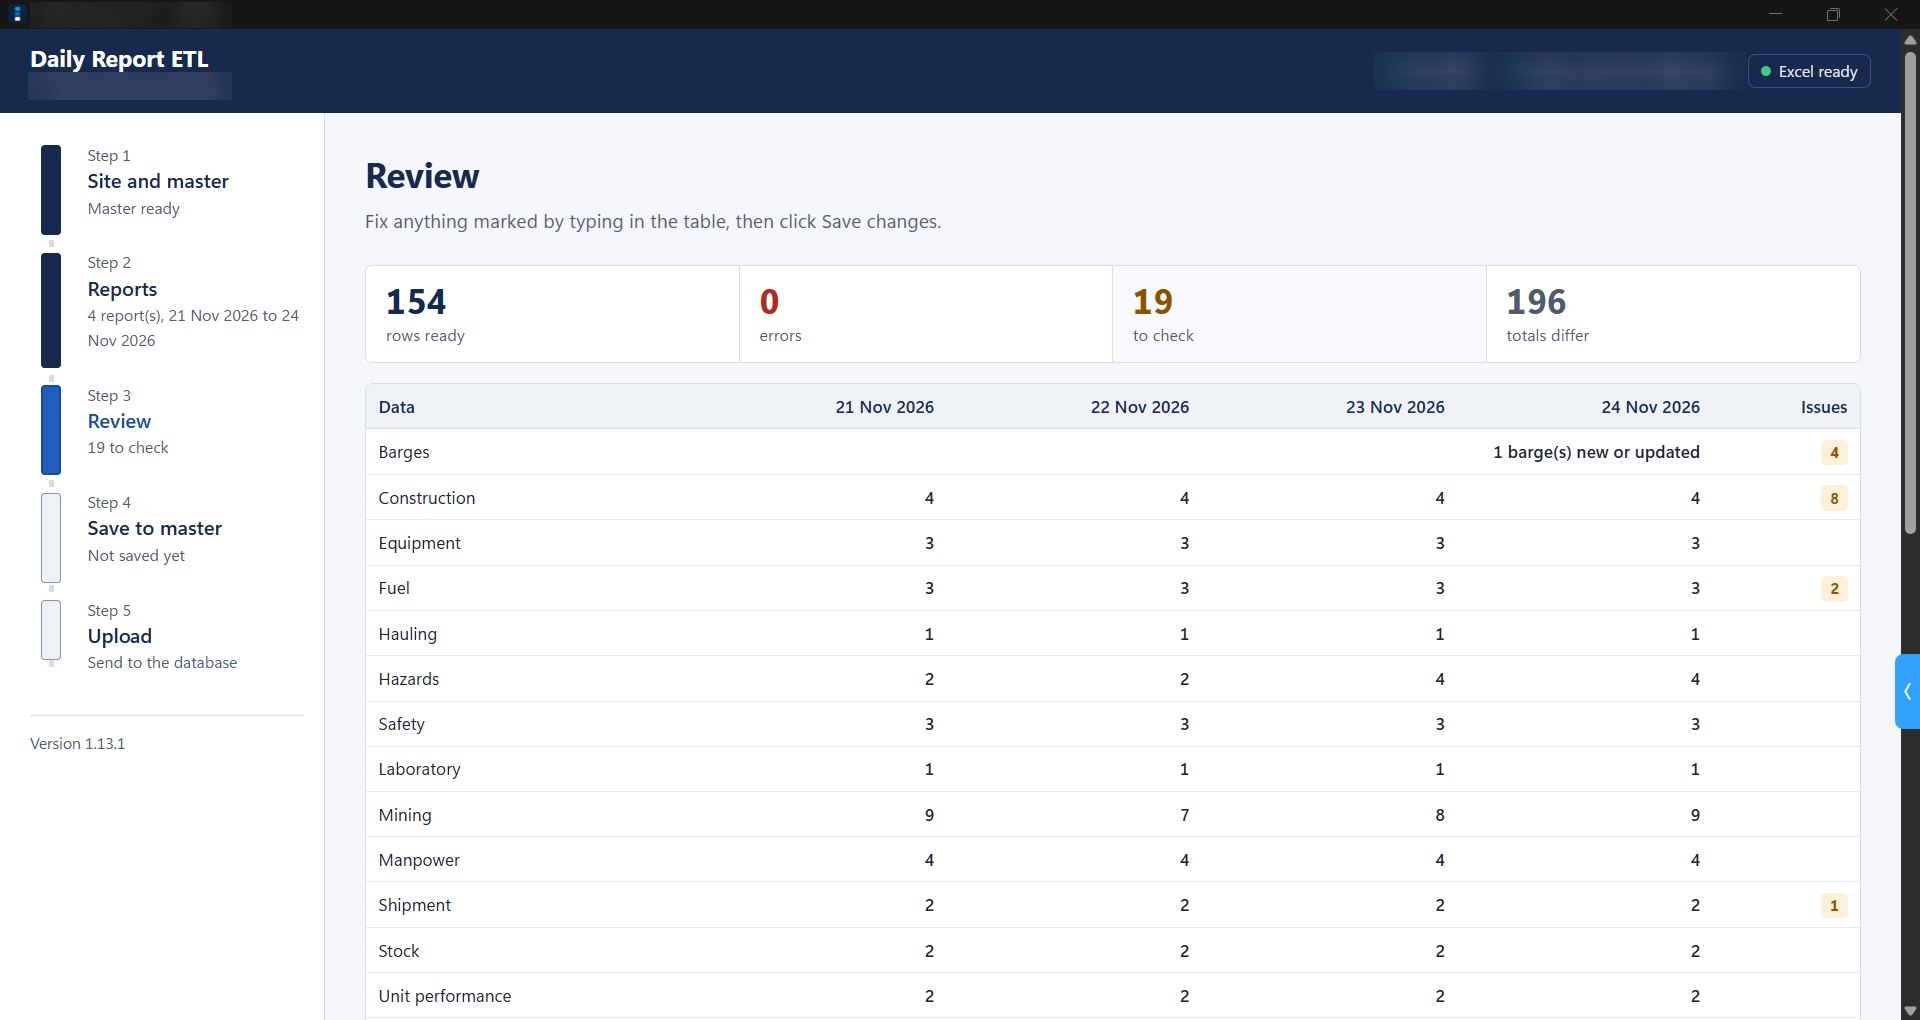 Daily Report ETL
Excel ready
Step 1
Site and master
Master ready
Step 2
Reports
4 report(s), 21 Nov 2026 to 24
Nov 2026
Step 3
Review
19 to check
Step 4
Save to master
Not saved yet
Step 5
Upload
Send to the database
Version 1.13.1
Review
Fix anything marked by typing in the table, then click Save changes.
154 0 19 196
rows ready errors to check totals differ
Data 21 Nov 2026 22 Nov 2026 23 Nov 2026 24 Nov 2026 Issues
Barges 1 barge(s) new or updated 4
Construction 4 4 4 4 8
Equipment 3 3 3 3
Fuel 3 3 3 3 2
Hauling 1 1 1 1
Hazards 2 2 4 4
Safety 3 3 3 3
Laboratory 1 1 1 1
Mining 9 7 8 9
Manpower 4 4 4 4
Shipment 2 2 2 2 1
Stock 2 2 2 2
Unit performance 2 2 2 2